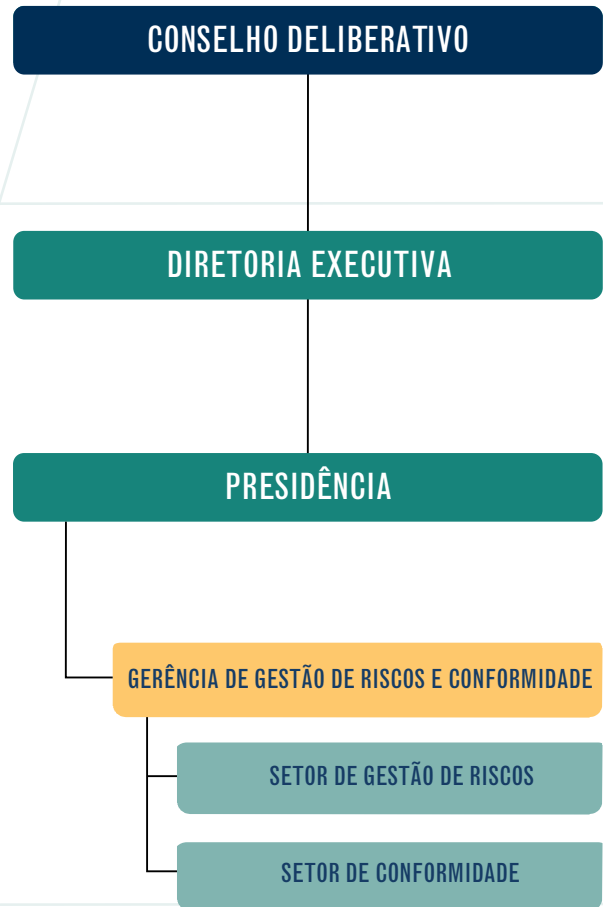 CONSELHO DELIBERATIVO
DIRETORIA EXECUTIVA
PRESIDÊNCIA
GERÊNCIA DE GESTÃO DE RISCOS E CONFORMIDADE
SETOR DE GESTÃO DE RISCOS
SETOR DE CONFORMIDADE